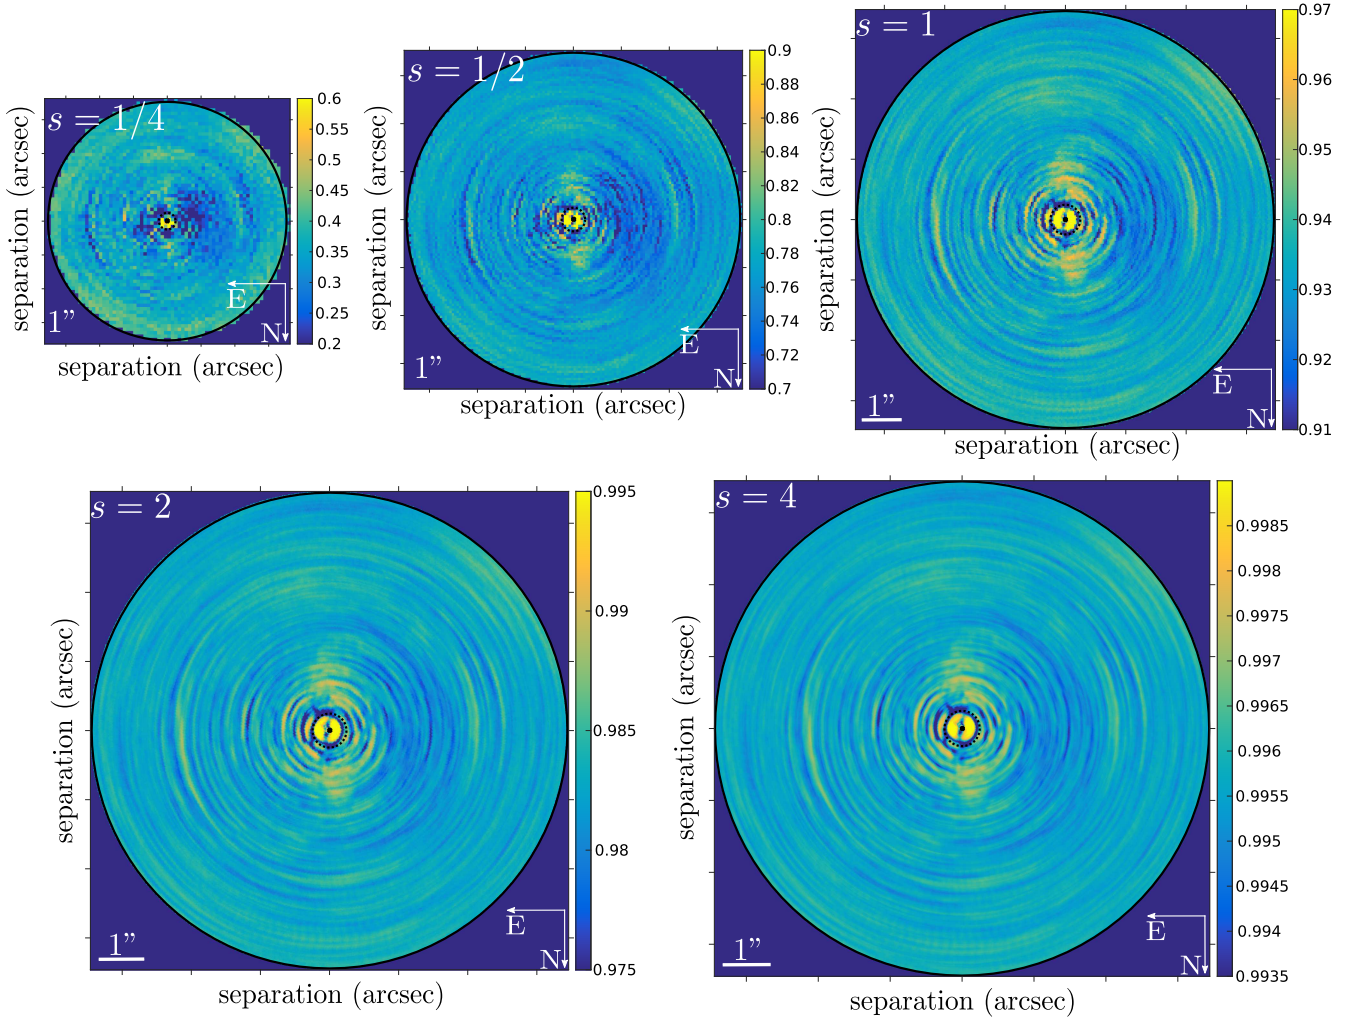 s = 1/4
separation (arcsec)
1”
E
N
separation (arcsec)
0.6
0.55
0.5
0.45
0.4
0.35
0.3
0.25
0.2
s = 1/2
separation (arcsec)
1”
E
N
separation (arcsec)
0.9
0.88
0.86
0.84
0.82
0.8
0.78
0.76
0.74
0.72
0.7
s = 1
separation (arcsec)
1”
E
N
separation (arcsec)
0.97
0.96
0.95
0.94
0.93
0.92
0.91
s = 2
separation (arcsec)
1”
E
N
separation (arcsec)
0.995
0.99
0.985
0.98
0.975
s = 4
separation (arcsec)
1”
E
N
separation (arcsec)
0.9985
0.998
0.9975
0.997
0.9965
0.996
0.9955
0.995
0.9945
0.994
0.9935